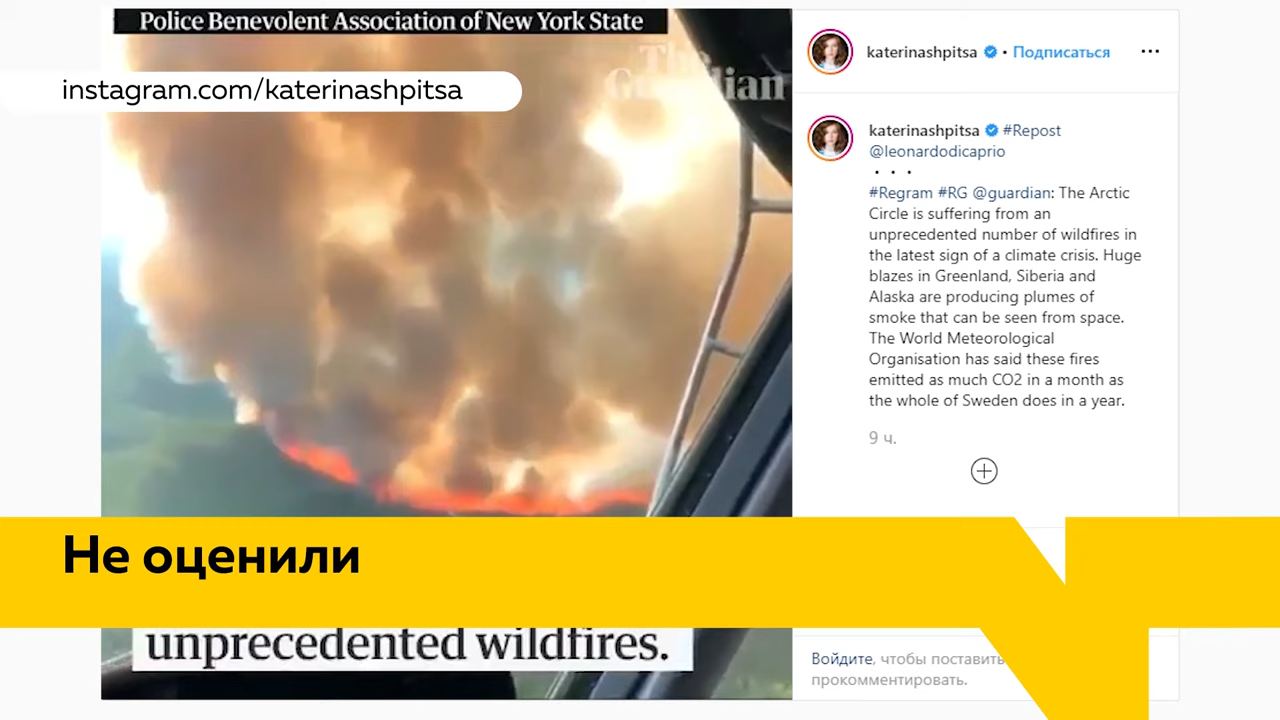 Police Benevolent Association of New York State
The
Guardian
instagram.com/katerinashpitsa
katerinashpitsa • Подписаться •••
katerinashpitsa #Repost
@leonardodicaprio
• • •
#Regram #RG @guardian: The Arctic
Circle is suffering from an
unprecedented number of wildfires in
the latest sign of a climate crisis. Huge
blazes in Greenland, Siberia and
Alaska are producing plumes of
smoke that can be seen from space.
The World Meteorological
Organisation has said these fires
emitted as much CO2 in a month as
the whole of Sweden does in a year.
9 ч.
Не оценили
unprecedented wildfires.
Войдите, чтобы поставить
прокомментировать.